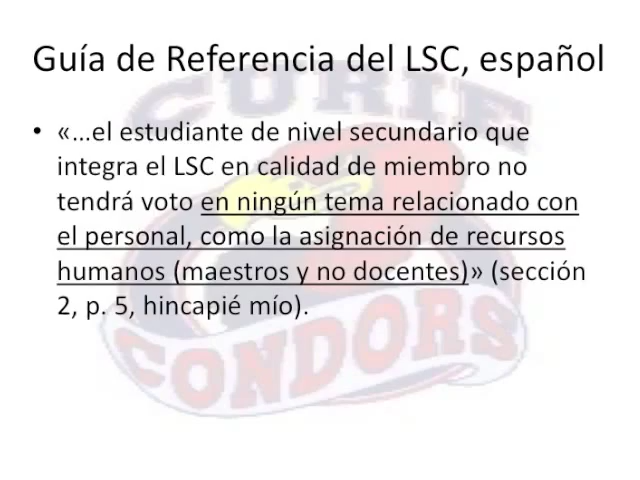 Guía de Referencia del LSC, español
CURIE
• «…el estudiante de nivel secundario que
integra el LSC en calidad de miembro no
tendrá voto en ningún tema relacionado con
el personal, como la asignación de recursos
humanos (maestros y no docentes)» (sección
2, p. 5, hincapié mío).
CONDORS